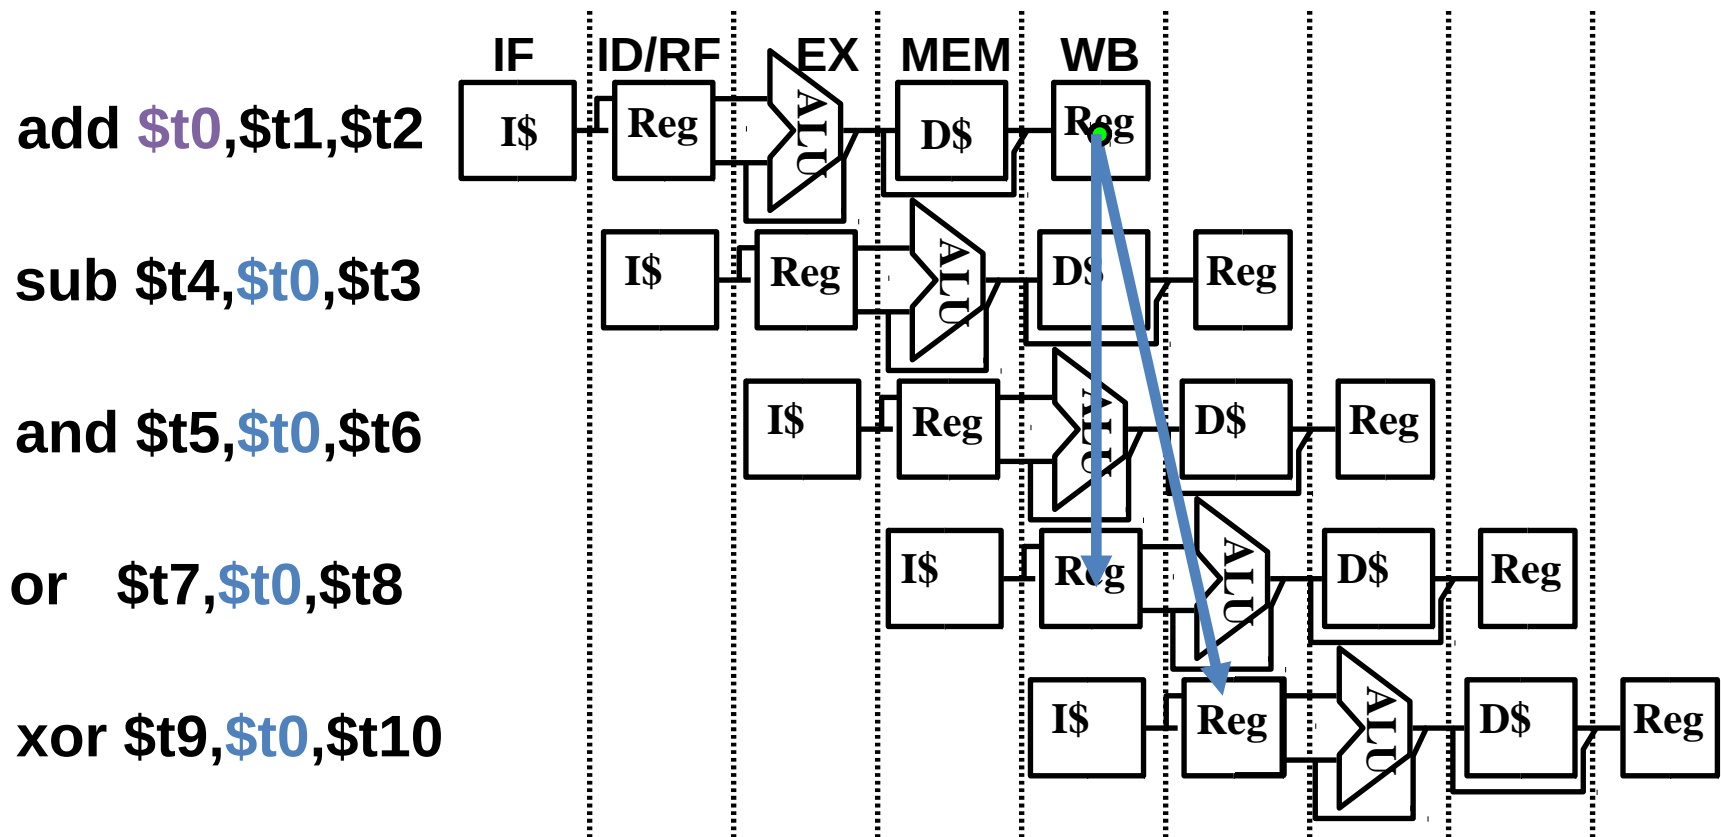 IF ID/RF EX MEM WB
add $t0,$t1,$t2 I$ Reg ALU D$ Reg
sub $t4,$t0,$t3 I$ Reg ALU D$ Reg
and $t5,$t0,$t6 I$ Reg ALU D$ Reg
or $t7,$t0,$t8 I$ Reg ALU D$ Reg
xor $t9,$t0,$t10 I$ Reg ALU D$ Reg